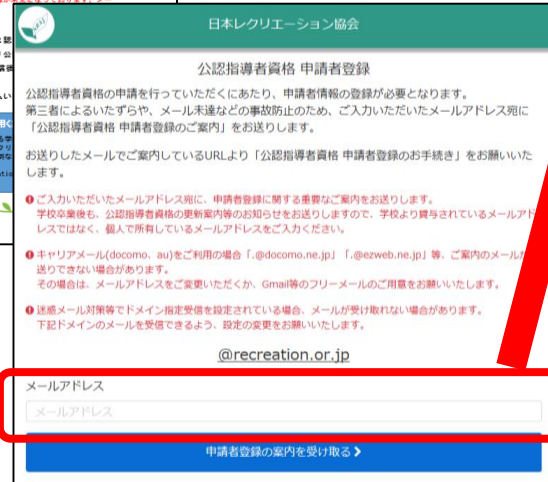 日本レクリエーション協会
公認指導者資格 申請者登録
公認指導者資格の申請を行っていただくにあたり、申請者情報の登録が必要となります。
第三者によるいたずらや、メール未達などの事故防止のため、ご入力いただいたメールアドレス宛に
「公認指導者資格 申請者登録のご案内」をお送りします。
お送りしたメールでご案内しているURLより「公認指導者資格 申請者登録のお手続き」をお願いいた
します。
ご入力いただいたメールアドレス宛に、申請者登録に関する重要なご案内をお送りします。
学校卒業後も、公認指導者資格の更新案内等のお知らせをお送りしますので、学校より貸与されているメールアド
レスではなく、個人で所有しているメールアドレスをご入力ください。
キャリアメール(docomo、au)をご利用の場合「.@docomo.ne.jp」「.@ezweb.ne.jp」等、ご案内のメールが
送りできない場合があります。
その場合は、メールアドレスをご変更いただくか、Gmail等のフリーメールのご用意をお願いいたします。
迷惑メール対策等でドメイン指定受信を設定されている場合、メールが受け取れない場合があります。
下記ドメインのメールを受信できるよう、設定の変更をお願いいたします。
@recreation.or.jp
メールアドレス
メールアドレス
申請者登録の案内を受け取る